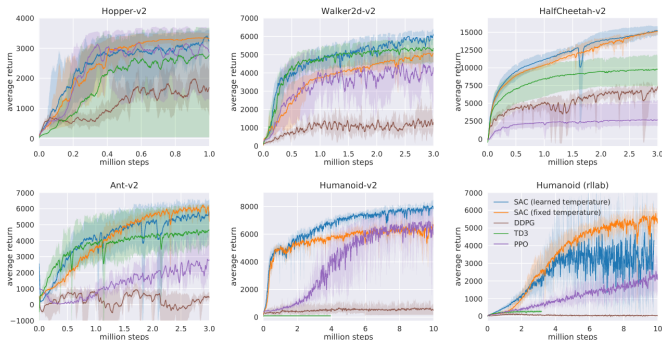 Hopper-v2
Walker2d-v2
HalfCheetah-v2
average return
4000
3000
2000
1000
0
0.0 0.2 0.4 0.6 0.8 1.0
million steps
average return
7000
6000
5000
4000
3000
2000
1000
0
0.0 0.5 1.0 1.5 2.0 2.5 3.0
million steps
average return
15000
12500
10000
7500
5000
2500
0
0.0 0.5 1.0 1.5 2.0 2.5 3.0
million steps
Ant-v2
Humanoid-v2
Humanoid (rllab)
average return
7000
6000
5000
4000
3000
2000
1000
0
−1000
0.0 0.5 1.0 1.5 2.0 2.5 3.0
million steps
average return
8000
6000
4000
2000
0
0 2 4 6 8 10
million steps
average return
7000
6000
5000
4000
3000
2000
1000
0
SAC (learned temperature)
SAC (fixed temperature)
DDPG
TD3
PPO
0 2 4 6 8 10
million steps